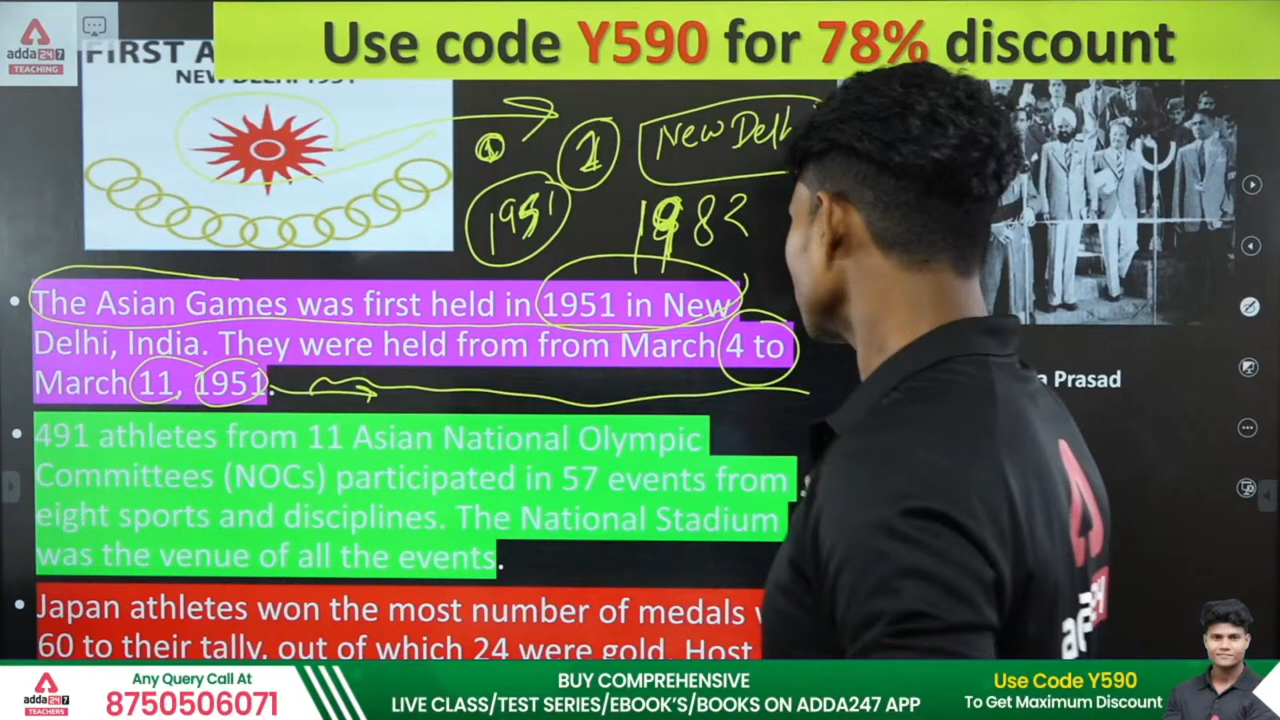 Use code Y590 for 78% discount
adda247
TEACHING
FIRST A
NEW DELHI 1951
1
2
New Delh
1951
1982
• The Asian Games was first held in 1951 in New
Delhi, India. They were held from from March 4 to
March 11, 1951.
a Prasad
• 491 athletes from 11 Asian National Olympic
Committees (NOCs) participated in 57 events from
eight sports and disciplines. The National Stadium
was the venue of all the events.
• Japan athletes won the most number of medals
60 to their tally, out of which 24 were gold. Host
adda247
TEACHERS
Any Query Call At
8750506071
BUY COMPREHENSIVE
LIVE CLASS/TEST SERIES/EBOOK'S/BOOKS ON ADDA247 APP
Use Code Y590
To Get Maximum Discount